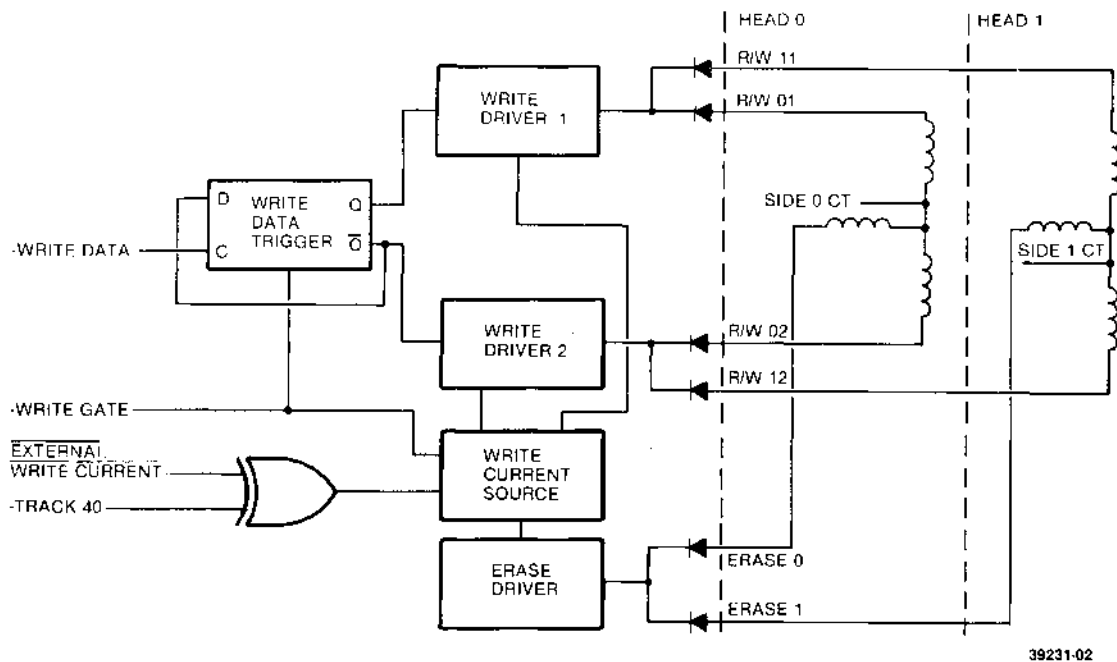 HEAD 0
HEAD 1
R/W 11
WRITE
DRIVER 1
R/W 01
D
WRITE
DATA
TRIGGER
Q
Q̅
C
SIDE 0 CT
-WRITE DATA
SIDE 1 CT
WRITE
DRIVER 2
R/W 02
R/W 12
-WRITE GATE
EXTERNAL
WRITE CURRENT
-TRACK 40
WRITE
CURRENT
SOURCE
ERASE
DRIVER
ERASE 0
ERASE 1
39231-02